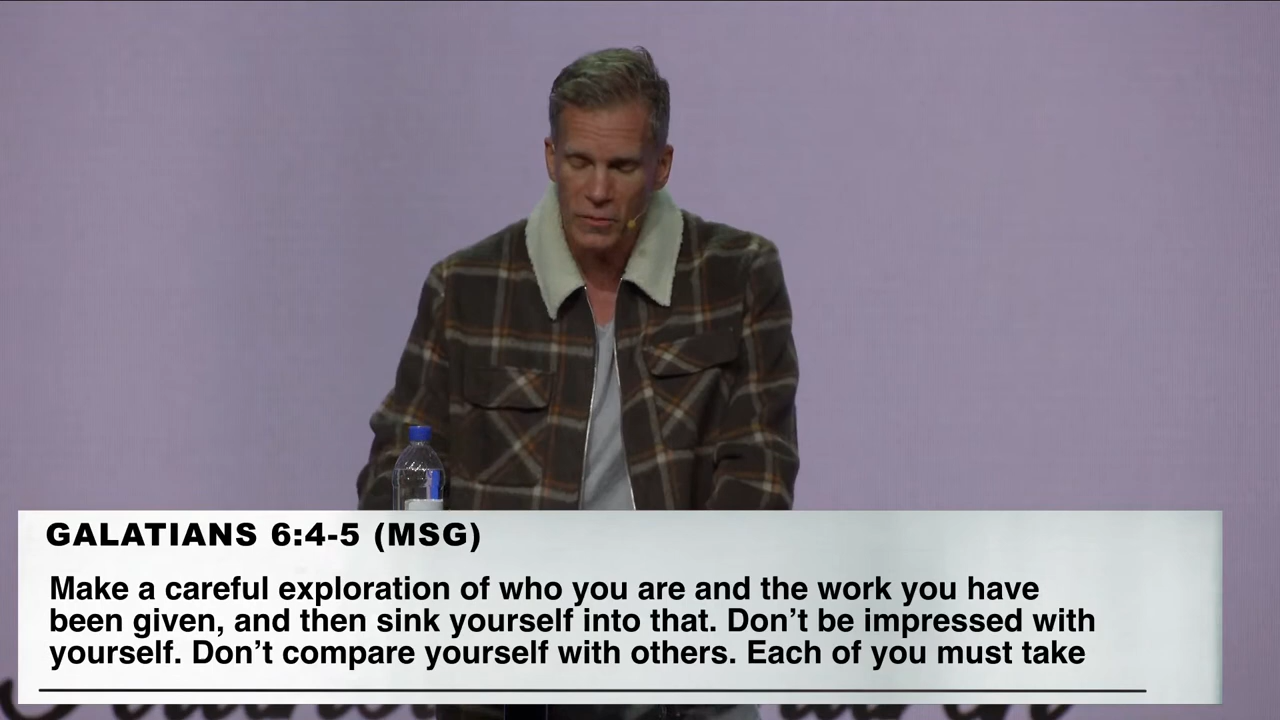 GALATIANS 6:4-5 (MSG)
Make a careful exploration of who you are and the work you have
been given, and then sink yourself into that. Don’t be impressed with
yourself. Don’t compare yourself with others. Each of you must take